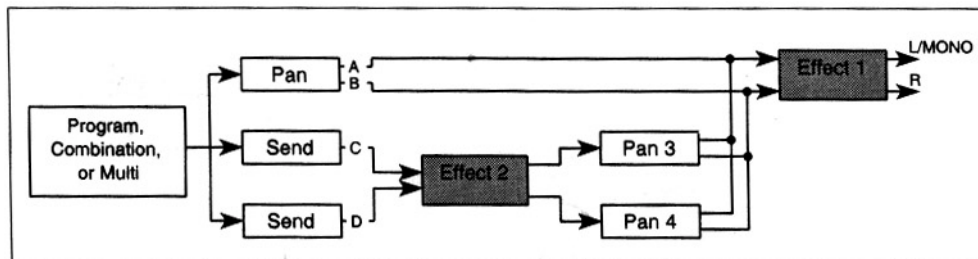 L/MONO
Pan
A
B
Effect 1
R
Program,
Combination,
or Multi
Send
C
Effect 2
Pan 3
Send
D
Pan 4